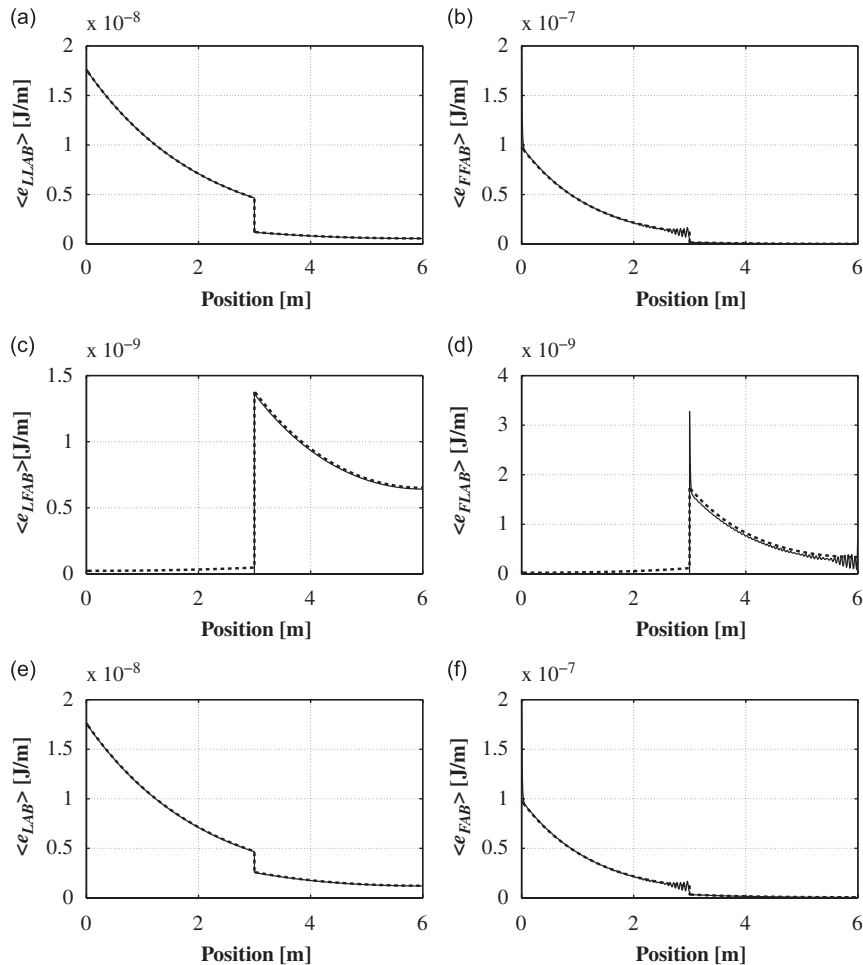 (a)
x 10⁻⁸
<e_LLAB> [J/m]
2
1.5
1
0.5
0
0 2 4 6
Position [m]
(b)
x 10⁻⁷
<e_FFAB> [J/m]
2
1.5
1
0.5
0
0 2 4 6
Position [m]
(c)
x 10⁻⁹
<e_LFAB> [J/m]
1.5
1
0.5
0
0 2 4 6
Position [m]
(d)
x 10⁻⁹
<e_FLAB> [J/m]
4
3
2
1
0
0 2 4 6
Position [m]
(e)
x 10⁻⁸
<e_LAB> [J/m]
2
1.5
1
0.5
0
0 2 4 6
Position [m]
(f)
x 10⁻⁷
<e_FAB> [J/m]
2
1.5
1
0.5
0
0 2 4 6
Position [m]